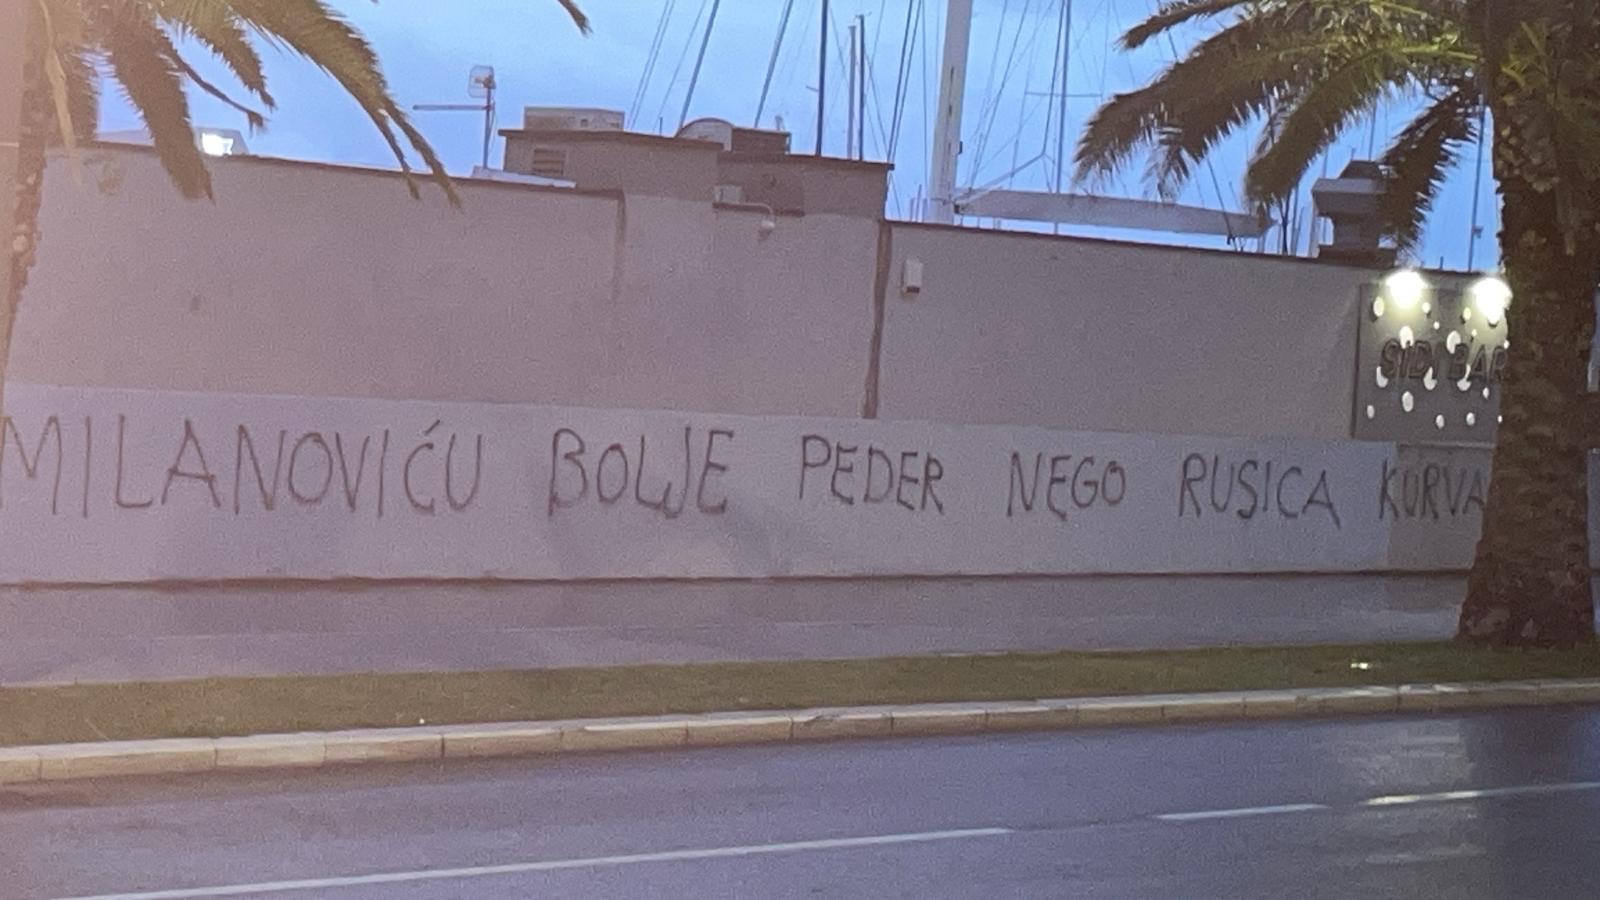 MILANOVIĆU BOLJE PEDER NEGO RUSICA KURVA
SIDI BAR